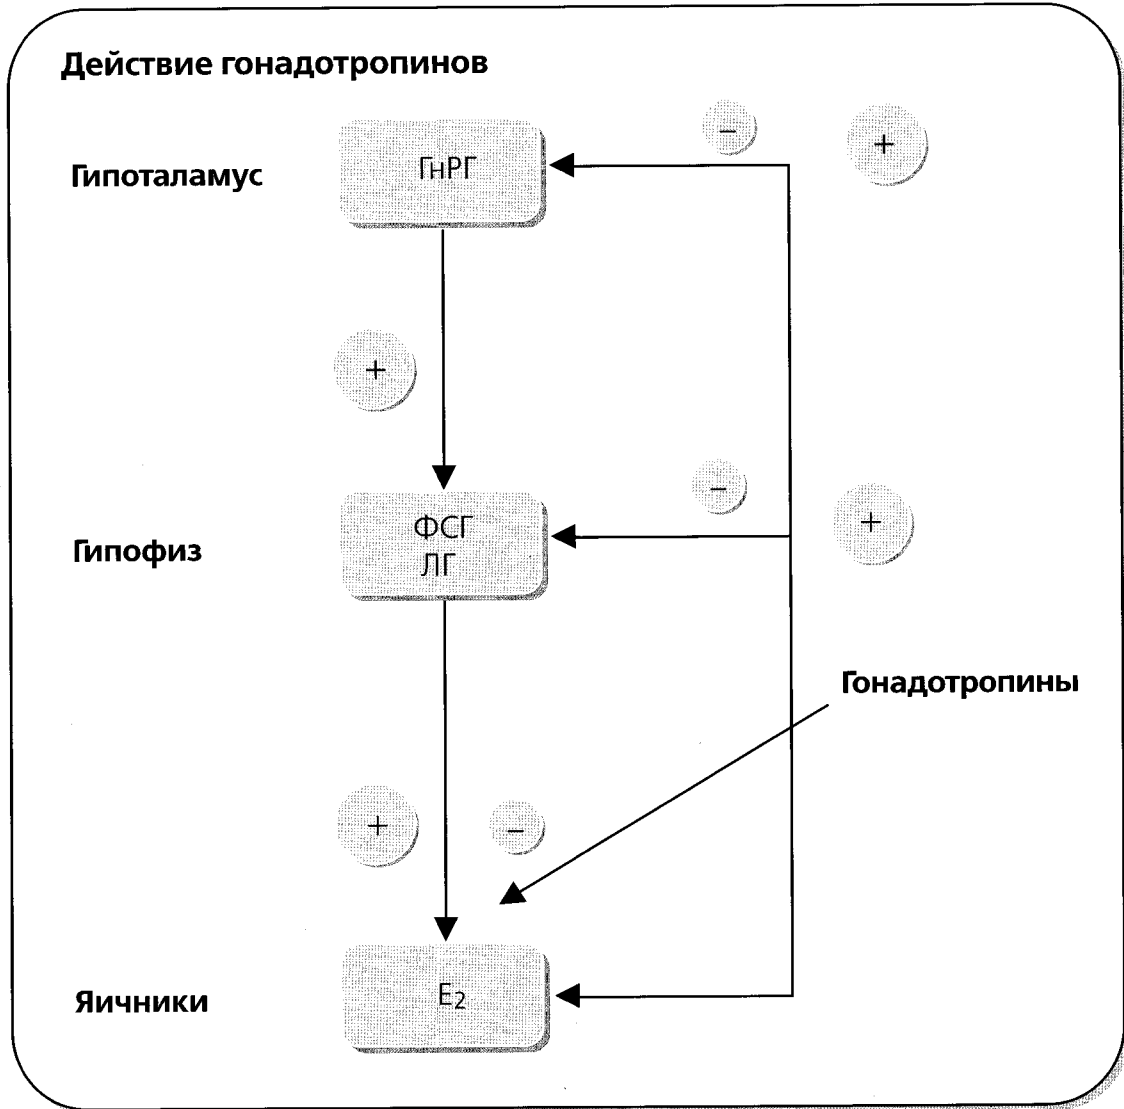 Действие гонадотропинов
–
+
Гипоталамус
ГнРГ
+
–
+
Гипофиз
ФСГ
ЛГ
Гонадотропины
+
–
Яичники
E2